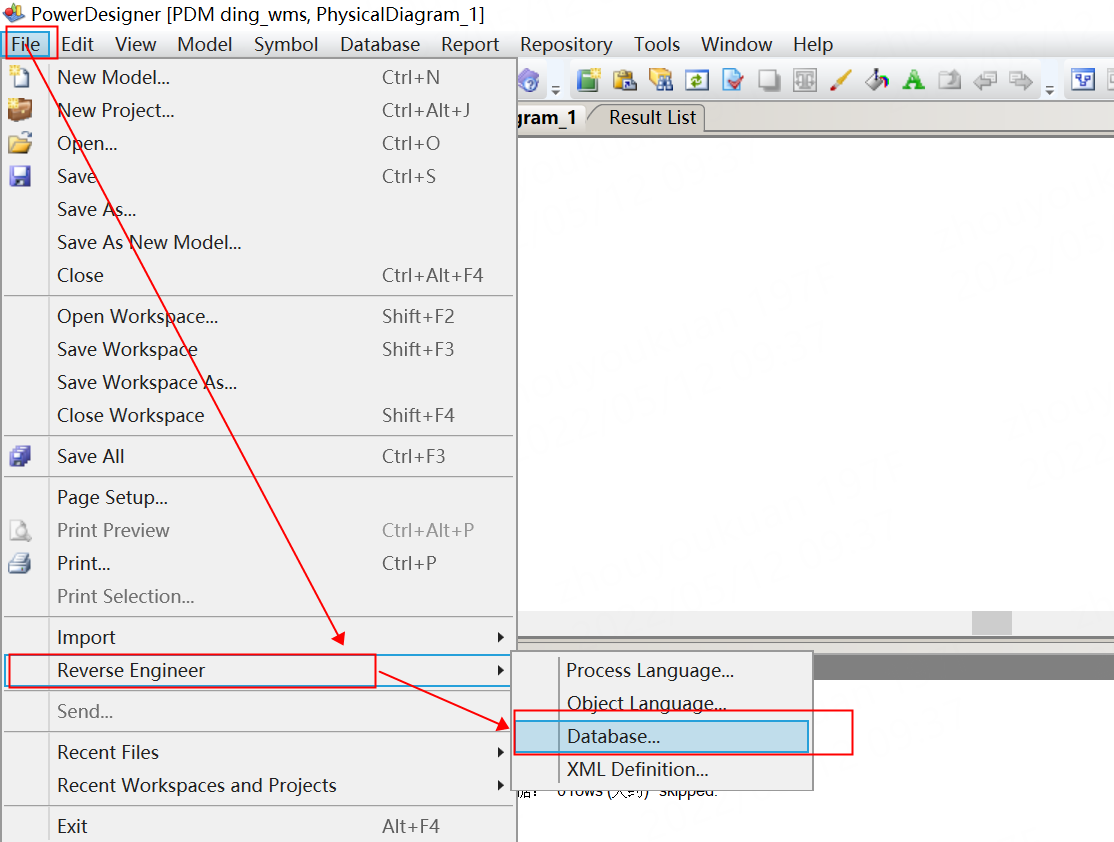 PowerDesigner [PDM ding_wms, PhysicalDiagram_1]
File Edit View Model Symbol Database Report Repository Tools Window Help
New Model... Ctrl+N
New Project... Ctrl+Alt+J
gram_1 Result List
Open... Ctrl+O
Save Ctrl+S
Save As...
Save As New Model...
Close Ctrl+Alt+F4
Open Workspace... Shift+F2
Save Workspace Shift+F3
Save Workspace As...
Close Workspace Shift+F4
Save All Ctrl+F3
Page Setup...
Print Preview Ctrl+Alt+P
Print... Ctrl+P
Print Selection...
Import
Reverse Engineer
Process Language...
Object Language...
Send...
Database...
Recent Files
XML Definition...
Recent Workspaces and Projects
rows skipped.
Exit Alt+F4